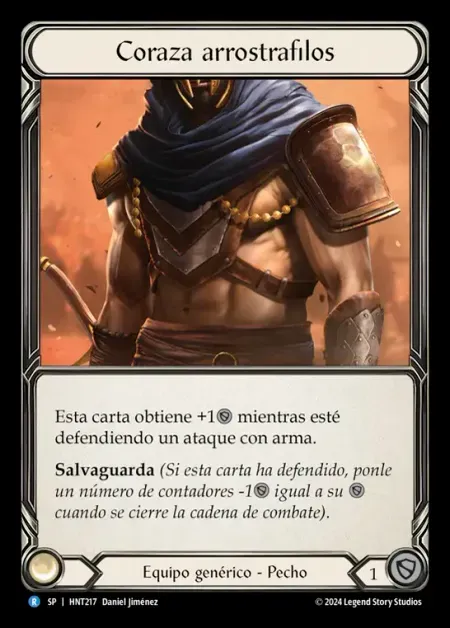 Coraza arrostrafilos
Esta carta obtiene +1 mientras esté
defendiendo un ataque con arma.
Salvaguarda (Si esta carta ha defendido, ponle
un número de contadores -1 igual a su
cuando se cierre la cadena de combate).
Equipo genérico - Pecho
1
R SP | HNT217 Daniel Jiménez
© 2024 Legend Story Studios